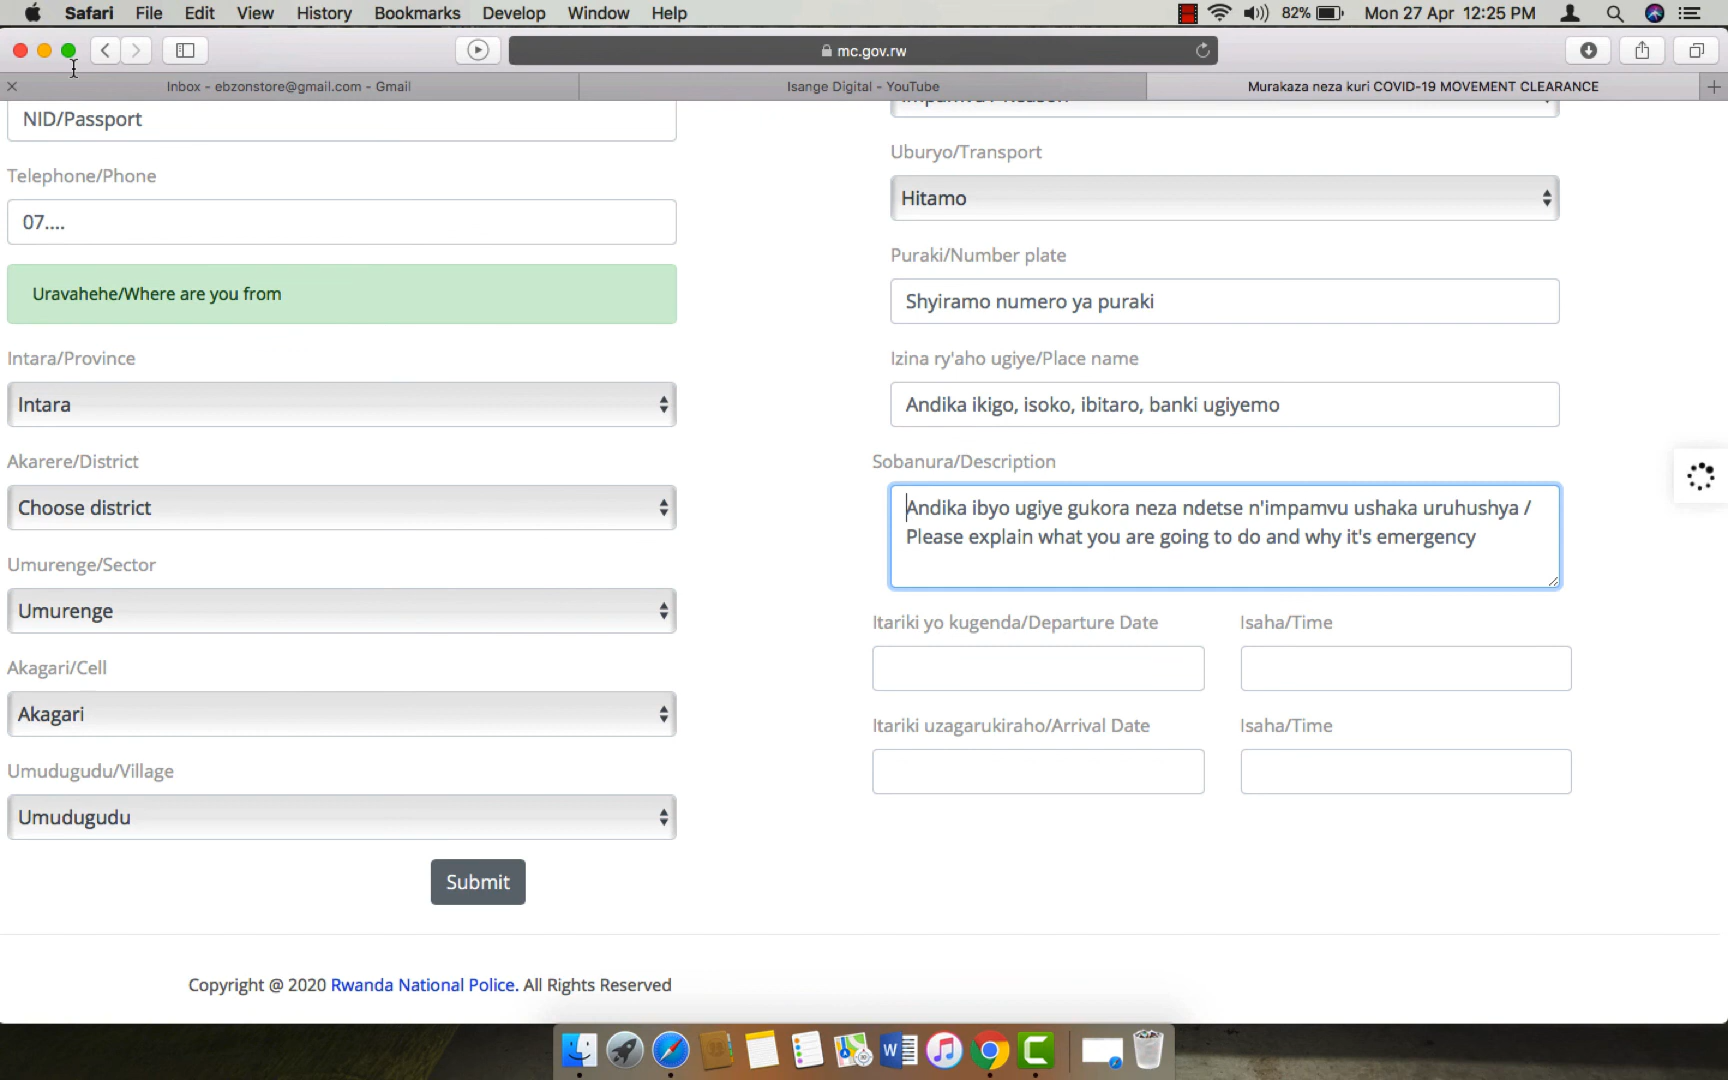 Safari File Edit View History Bookmarks Develop Window Help 82% Mon 27 Apr 12:25 PM
mc.gov.rw
Inbox - ebzonstore@gmail.com - Gmail
Isange Digital - YouTube
Murakaza neza kuri COVID-19 MOVEMENT CLEARANCE
NID/Passport
Telephone/Phone
07....
Uravahehe/Where are you from
Intara/Province
Intara
Akarere/District
Choose district
Umurenge/Sector
Umurenge
Akagari/Cell
Akagari
Umudugudu/Village
Umudugudu
Submit
Impamvu / Reason
Uburyo/Transport
Hitamo
Puraki/Number plate
Shyiramo numero ya puraki
Izina ry'aho ugiye/Place name
Andika ikigo, isoko, ibitaro, banki ugiyemo
Sobanura/Description
Andika ibyo ugiye gukora neza ndetse n'impamvu ushaka uruhushya /
Please explain what you are going to do and why it's emergency
Itariki yo kugenda/Departure Date
Isaha/Time
Itariki uzagarukiraho/Arrival Date
Isaha/Time
Copyright @ 2020 Rwanda National Police. All Rights Reserved